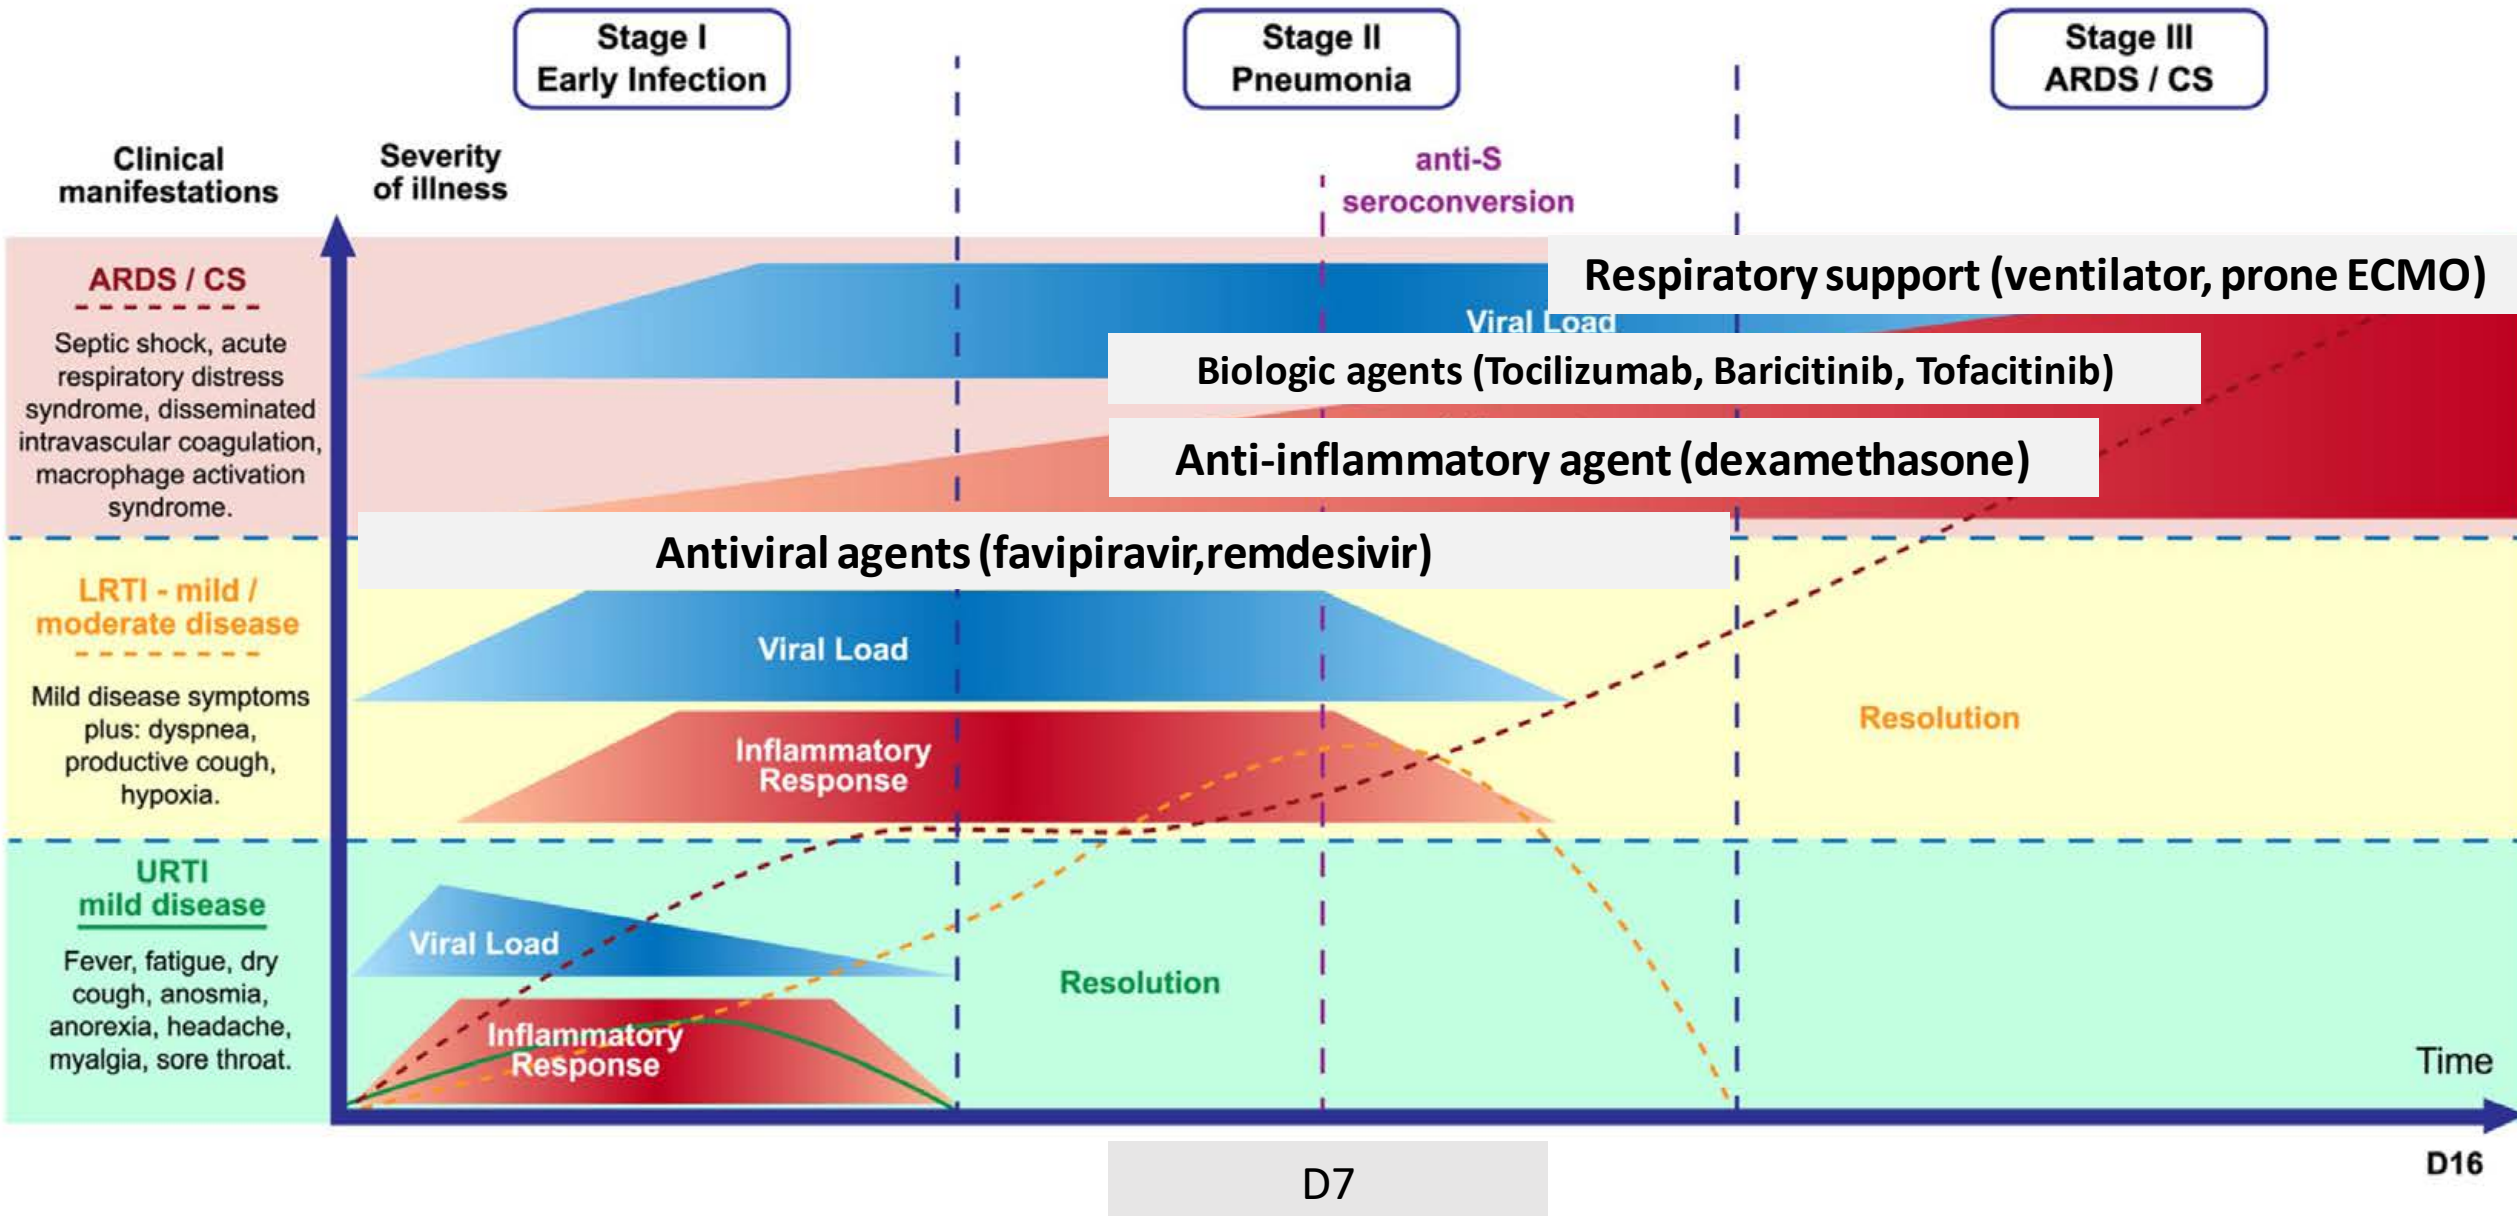 Stage I
Early Infection
Stage II
Pneumonia
Stage III
ARDS / CS
Clinical
manifestations
Severity
of illness
anti-S
seroconversion
ARDS / CS
Septic shock, acute
respiratory distress
syndrome, disseminated
intravascular coagulation,
macrophage activation
syndrome.
Respiratory support (ventilator, prone ECMO)
Viral Load
Biologic agents (Tocilizumab, Baricitinib, Tofacitinib)
Anti-inflammatory agent (dexamethasone)
Antiviral agents (favipiravir,remdesivir)
LRTI - mild /
moderate disease
Mild disease symptoms
plus: dyspnea,
productive cough,
hypoxia.
Viral Load
Inflammatory
Response
Resolution
URTI
mild disease
Fever, fatigue, dry
cough, anosmia,
anorexia, headache,
myalgia, sore throat.
Viral Load
Inflammatory
Response
Resolution
Time
D7
D16